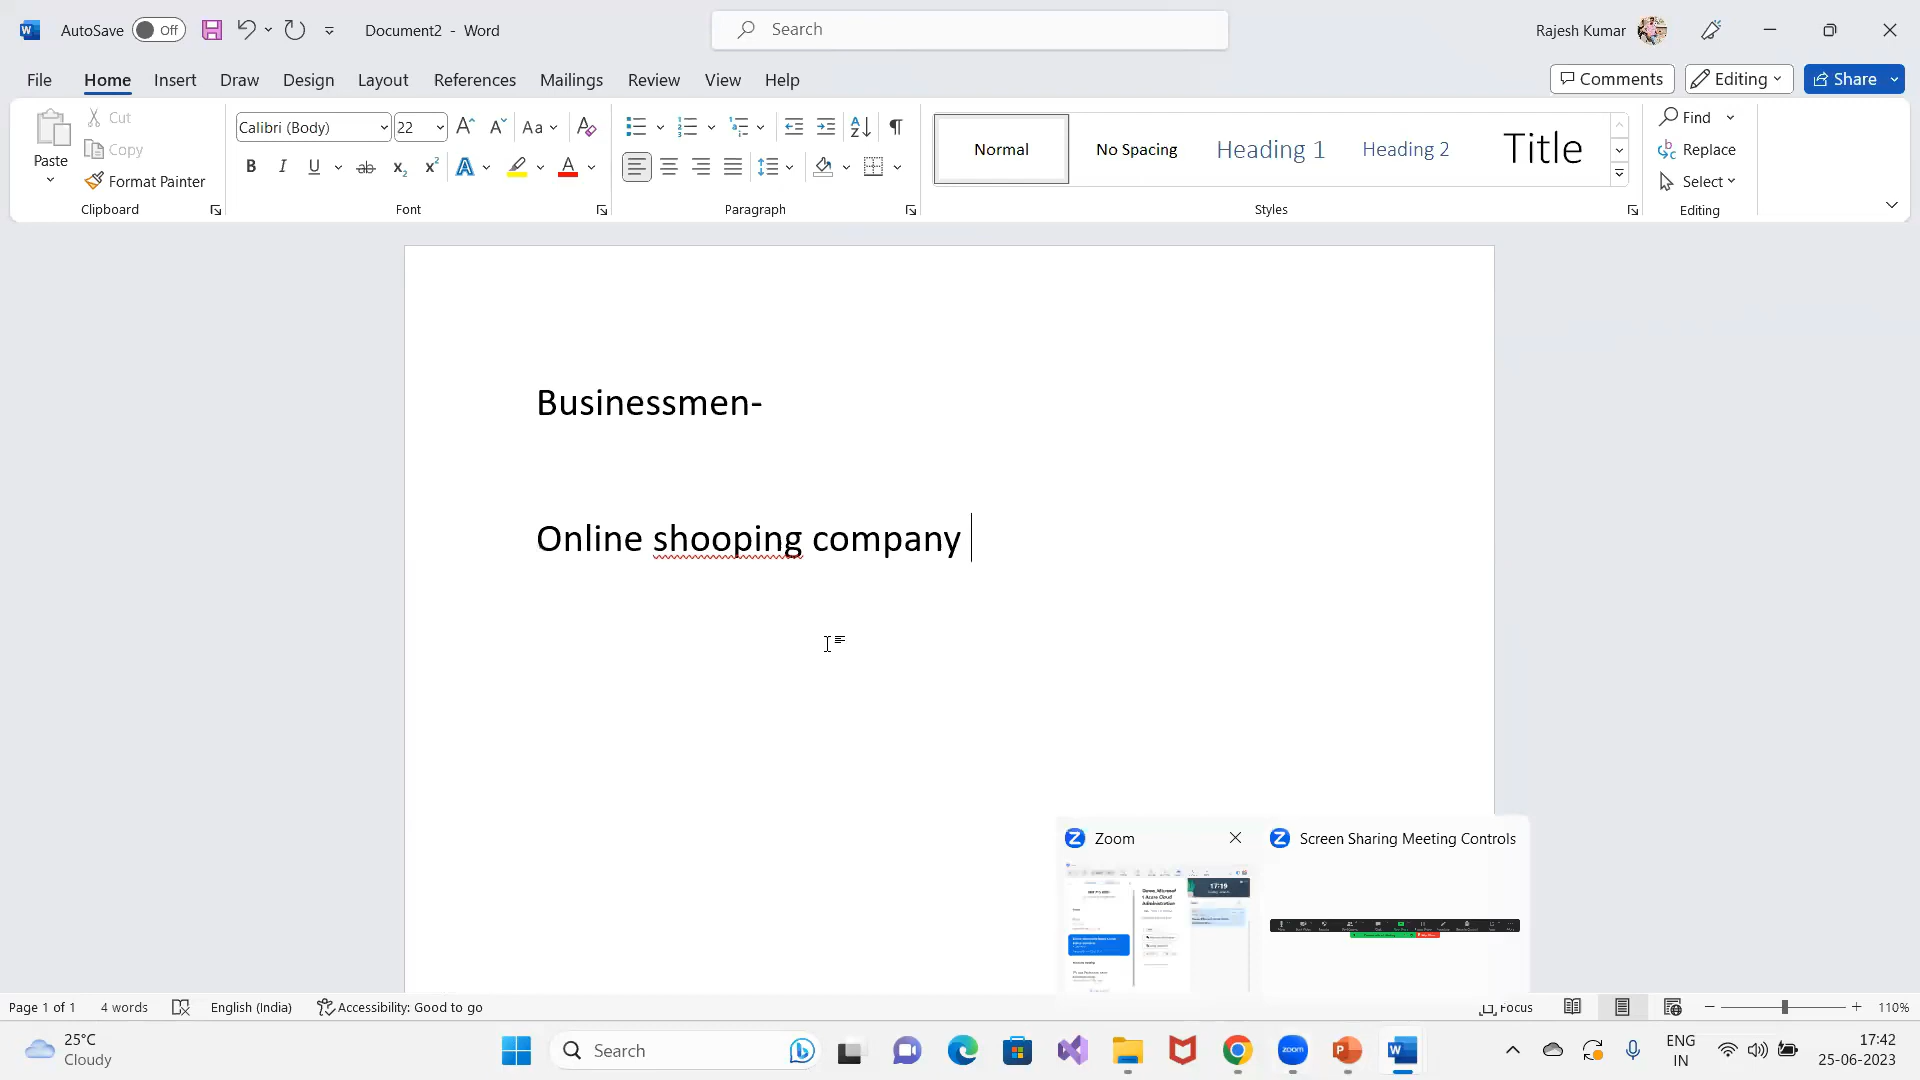 AutoSave Off Document2 - Word Search Rajesh Kumar
File Home Insert Draw Design Layout References Mailings Review View Help Comments Editing Share
Paste Cut Copy Format Painter Clipboard
Calibri (Body) 22 Font
Paragraph
Normal No Spacing Heading 1 Heading 2 Title Styles
Find Replace Select Editing
Businessmen-
Online shooping company
Zoom Screen Sharing Meeting Controls
17:19
Page 1 of 1 4 words English (India) Accessibility: Good to go Focus 110%
25°C
Cloudy
Search
zoom
ENG
IN
17:42
25-06-2023